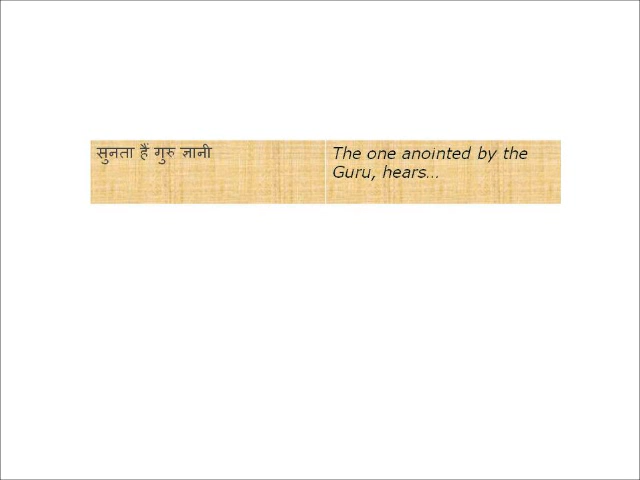 सुनता हैं गुरु ज्ञानी
The one anointed by the
Guru, hears…